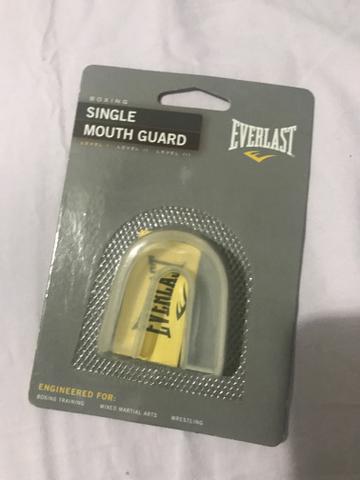 BOXING
SINGLE
MOUTH GUARD
LEVEL I LEVEL II LEVEL III
EVERLAST
EVERLAST
ENGINEERED FOR:
BOXING TRAINING MIXED MARTIAL ARTS WRESTLING